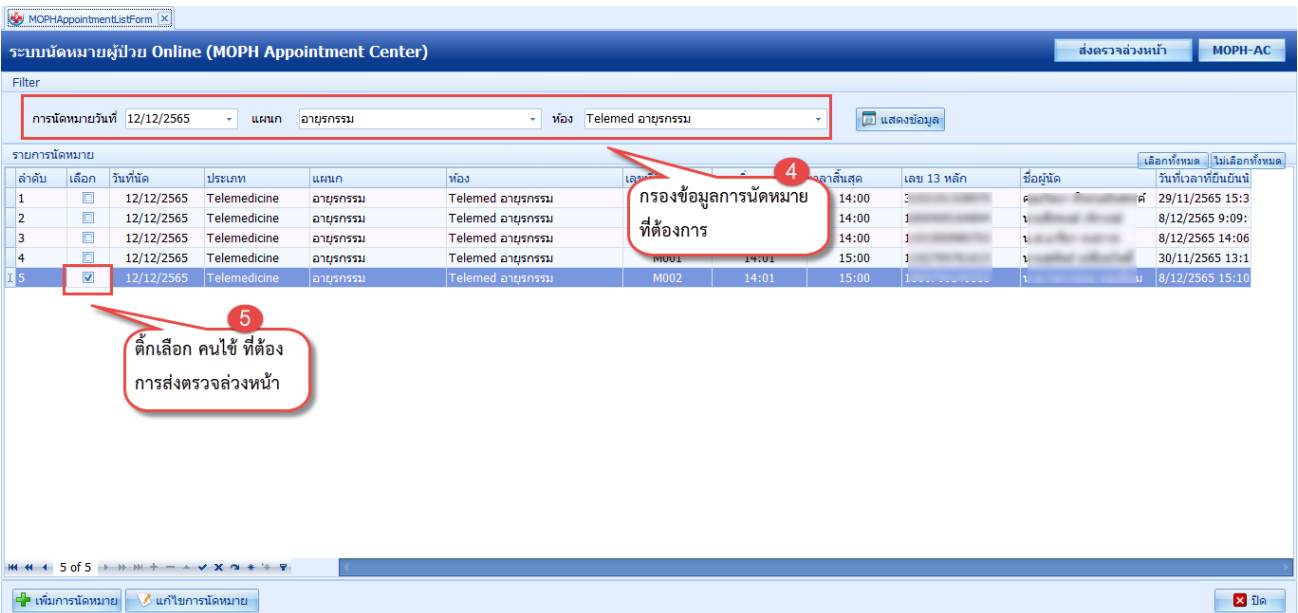 MOPHAppointmentListForm
ระบบนัดหมายผู้ป่วย Online (MOPH Appointment Center)
ส่งตรวจล่วงหน้า MOPH-AC
Filter
การนัดหมายวันที่ 12/12/2565 แผนก อายุรกรรม ห้อง Telemed อายุรกรรม แสดงข้อมูล
รายการนัดหมาย
เลือกทั้งหมด ไม่เลือกทั้งหมด
ลำดับ เลือก วันที่นัด ประเภท แผนก ห้อง เลขที่ ลาสิ้นสุด เลข 13 หลัก ชื่อผู้นัด วันที่เวลาที่ยืนยันนั
1 12/12/2565 Telemedicine อายุรกรรม Telemed อายุรกรรม 14:00 3 29/11/2565 15:3
2 12/12/2565 Telemedicine อายุรกรรม Telemed อายุรกรรม 14:00 1 8/12/2565 9:09:
3 12/12/2565 Telemedicine อายุรกรรม Telemed อายุรกรรม 14:00 1 8/12/2565 14:06
4 12/12/2565 Telemedicine อายุรกรรม Telemed อายุรกรรม M001 14:01 15:00 1 30/11/2565 13:1
5 12/12/2565 Telemedicine อายุรกรรม Telemed อายุรกรรม M002 14:01 15:00 8/12/2565 15:10
4
กรองข้อมูลการนัดหมาย
ที่ต้องการ
5
ติ้กเลือก คนไข้ ที่ต้อง
การส่งตรวจล่วงหน้า
5 of 5
เพิ่มการนัดหมาย แก้ไขการนัดหมาย ปิด